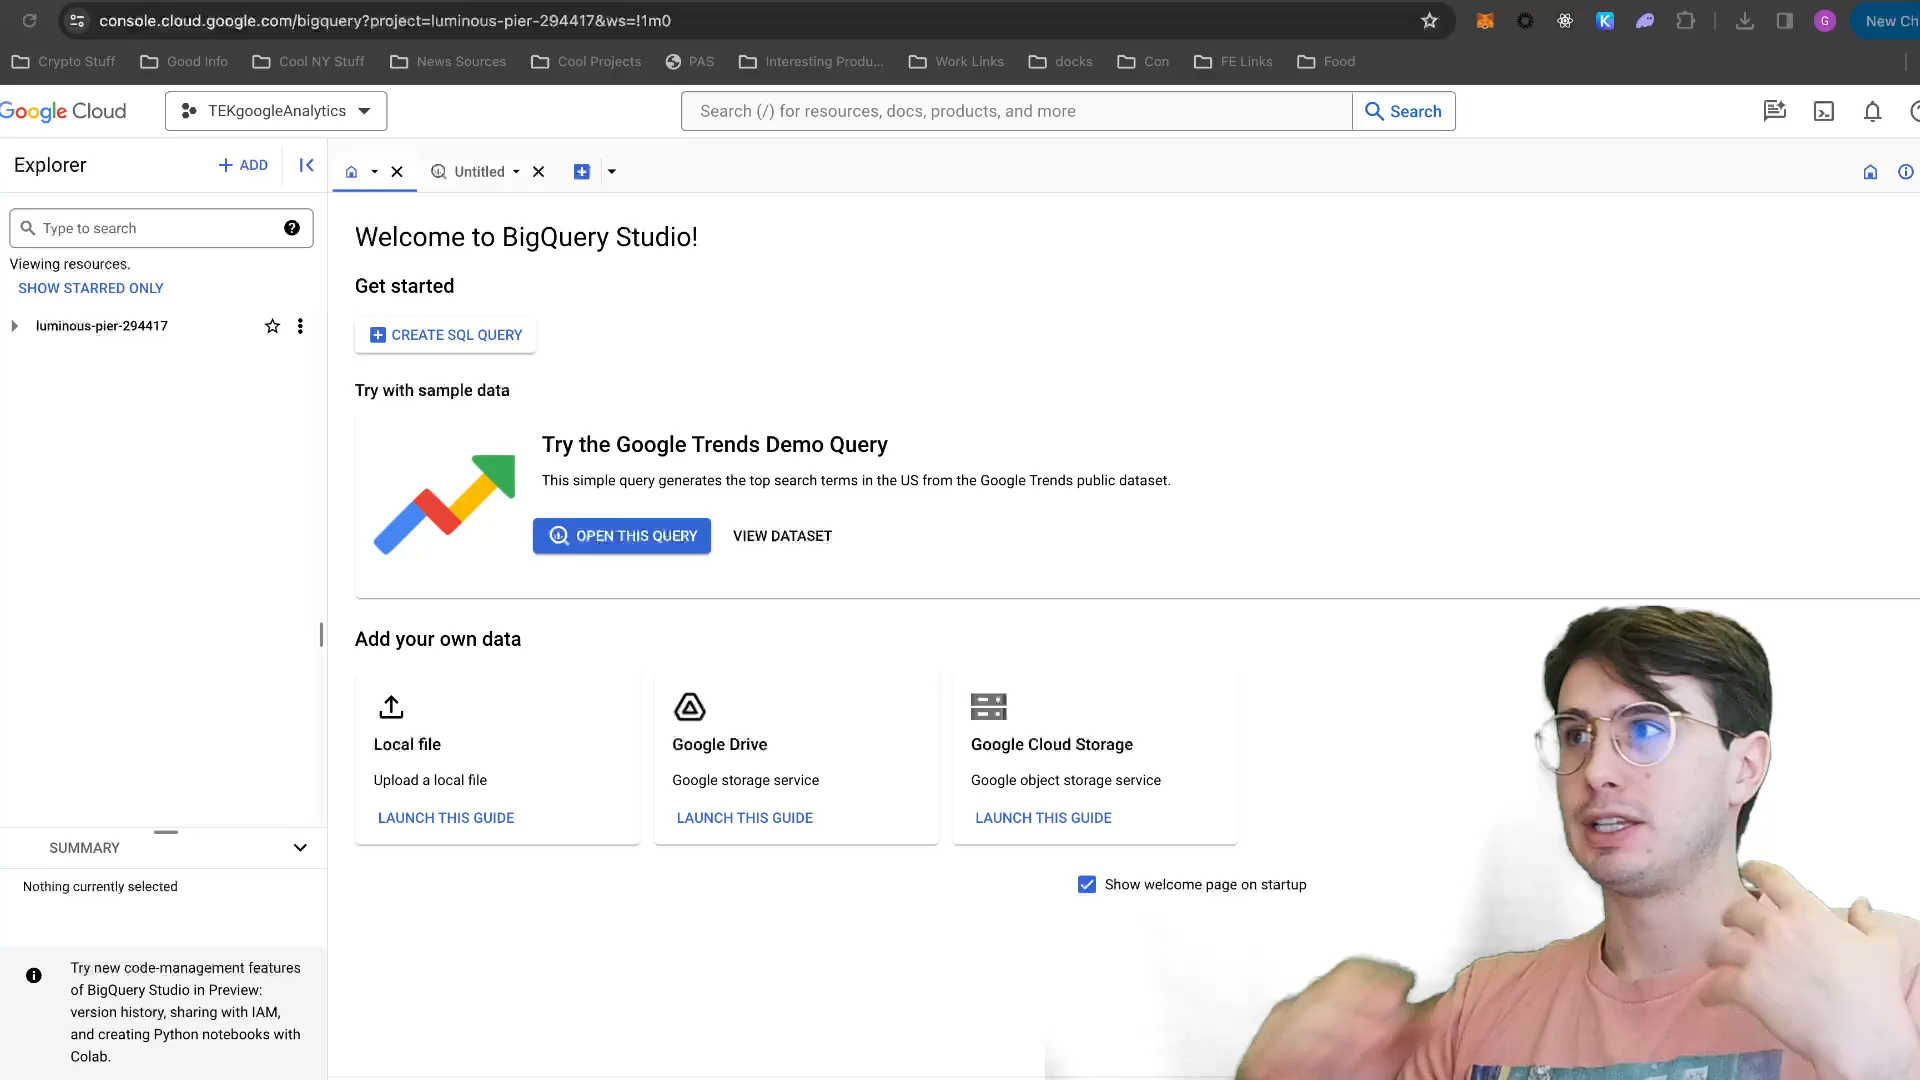 console.cloud.google.com/bigquery?project=luminous-pier-294417&ws=!1m0
G
New Ch
Crypto Stuff
Good Info
Cool NY Stuff
News Sources
Cool Projects
PAS
Interesting Produ...
Work Links
docks
Con
FE Links
Food
Google Cloud
TEKgoogleAnalytics
Search (/) for resources, docs, products, and more
Search
Explorer
+ ADD
Untitled
Type to search
Viewing resources.
SHOW STARRED ONLY
luminous-pier-294417
Welcome to BigQuery Studio!
Get started
CREATE SQL QUERY
Try with sample data
Try the Google Trends Demo Query
This simple query generates the top search terms in the US from the Google Trends public dataset.
OPEN THIS QUERY
VIEW DATASET
Add your own data
Local file
Upload a local file
LAUNCH THIS GUIDE
Google Drive
Google storage service
LAUNCH THIS GUIDE
Google Cloud Storage
Google object storage service
LAUNCH THIS GUIDE
Show welcome page on startup
SUMMARY
Nothing currently selected
Try new code-management features
of BigQuery Studio in Preview:
version history, sharing with IAM,
and creating Python notebooks with
Colab.